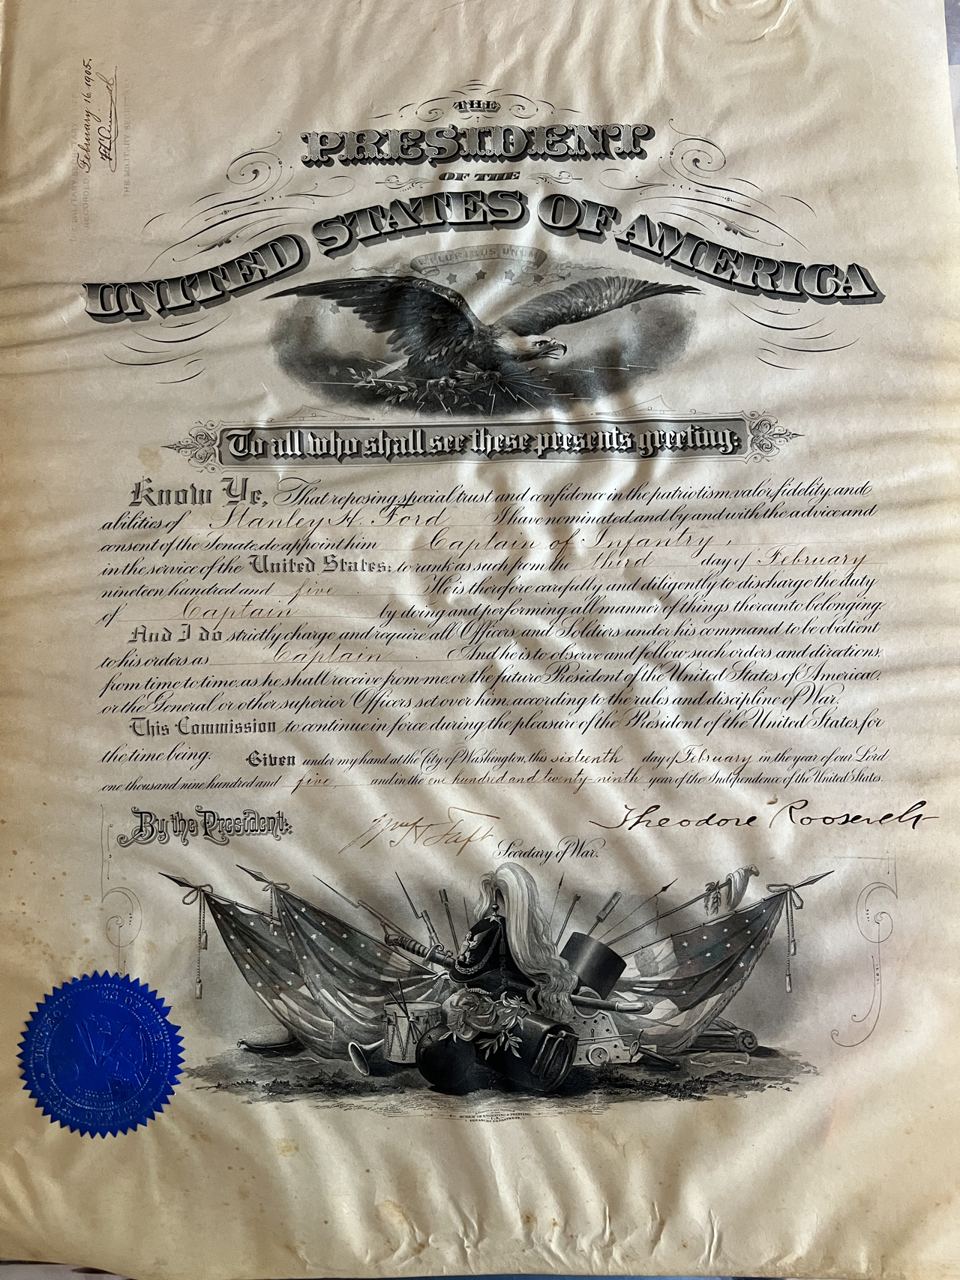 February 16, 1905.
THE MILITARY SECRETARY
THE
PRESIDENT
OF THE
UNITED STATES OF AMERICA
E PLURIBUS UNUM
To all who shall see these presents greeting:
Know Ye, That reposing special trust and confidence in the patriotism, valor, fidelity, and
abilities of Stanley H. Ford I have nominated and by and with the advice and
consent of the Senate, do appoint him Captain of Infantry,
in the service of the United States: to rank as such from the third day of February
nineteen hundred and five. He is therefore carefully and diligently to discharge the duty
of Captain by doing and performing all manner of things thereunto belonging.
And I do strictly charge and require all Officers and Soldiers under his command to be obedient
to his orders as Captain. And he is to observe and follow such orders and directions,
from time to time, as he shall receive from me, or the future President of the United States of America,
or the General or other superior Officers set over him, according to the rules and discipline of War.
This Commission to continue in force during the pleasure of the President of the United States, for
the time being. Given under my hand at the City of Washington, this sixteenth day of February in the year of our Lord
one thousand nine hundred and five, and in the one hundred and twenty-ninth year of the Independence of the United States.
By the President:
Wm H Taft
Theodore Roosevelt
Secretary of War.
BUREAU OF ENGRAVING & PRINTING
TREASURY DEPARTMENT